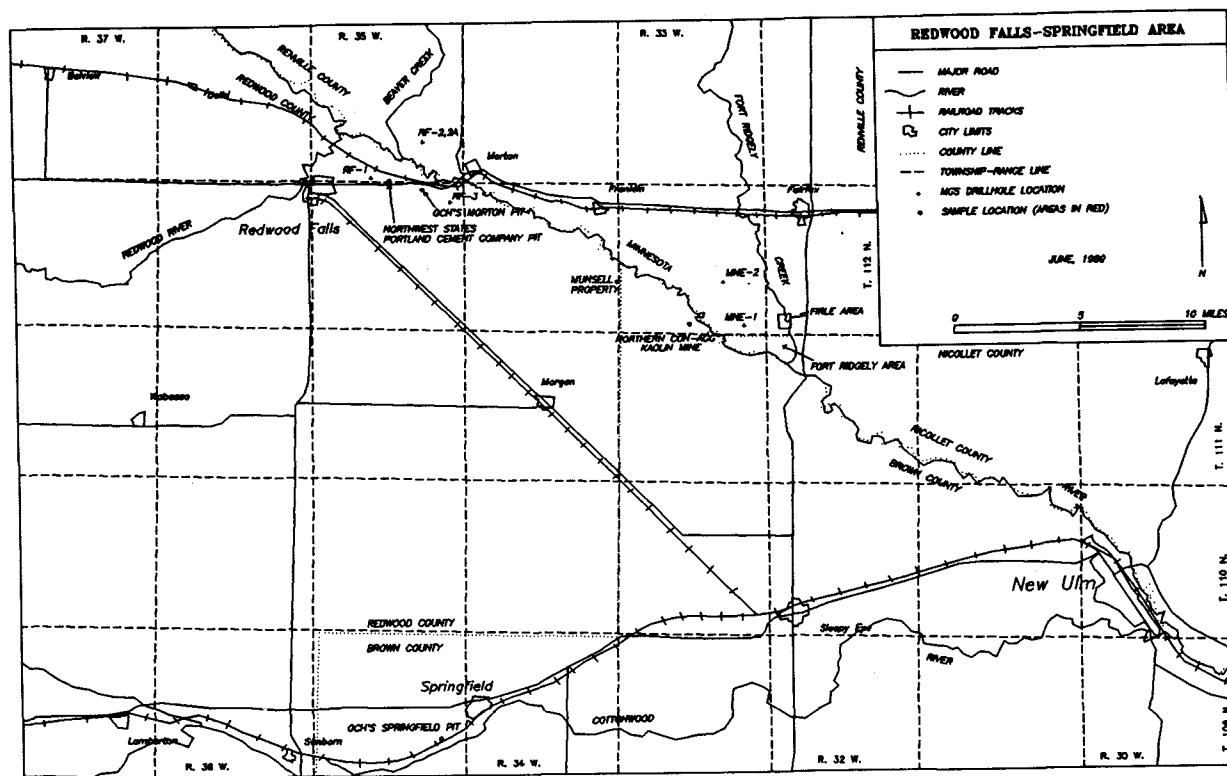 R. 37 W.
R. 35 W.
R. 33 W.
REDWOOD FALLS-SPRINGFIELD AREA
MAJOR ROAD
RIVER
RAILROAD TRACKS
CITY LIMITS
COUNTY LINE
TOWNSHIP-RANGE LINE
MGS DRILLHOLE LOCATION
SAMPLE LOCATION (AREAS IN RED)
JUNE, 1989
N
0 5 10 MILES
RENVILLE COUNTY
REDWOOD COUNTY
BEAVER CREEK
FORT RIDGELY
CREEK
RENVILLE COUNTY
NICOLLET COUNTY
T. 112 N.
RF-2,2A
RF-1
RF-3
Morton
Franklin
Fairfax
OCH'S MORTON PIT
NORTHWEST STATES
PORTLAND CEMENT COMPANY PIT
REDWOOD RIVER
Redwood Falls
MINNESOTA
MUNSELL
PROPERTY
MNE-2
MNE-1
FIRLE AREA
NORTHERN CON-AGG
KAOLIN MINE
FORT RIDGELY AREA
Lafayette
Wabasso
Morgan
NICOLLET COUNTY
BROWN COUNTY
T. 111 N.
RIVER
New Ulm
T. 110 N.
REDWOOD COUNTY
BROWN COUNTY
Sleepy Eye
RIVER
Springfield
COTTONWOOD
OCH'S SPRINGFIELD PIT
Lamberton
Sanborn
T. 109 N.
R. 36 W.
R. 34 W.
R. 32 W.
R. 30 W.